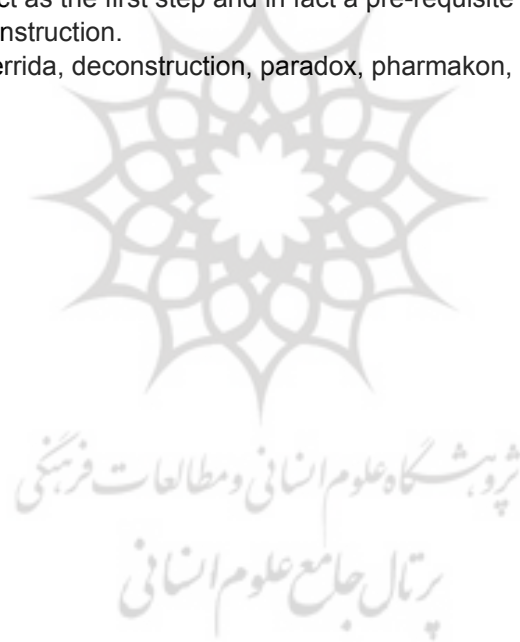 ct as the first step and in fact a pre-requisite
nstruction.
errida, deconstruction, paradox, pharmakon,
پژوهشگاه علوم انسانی و مطالعات فرهنگی
پرتال جامع علوم انسانی